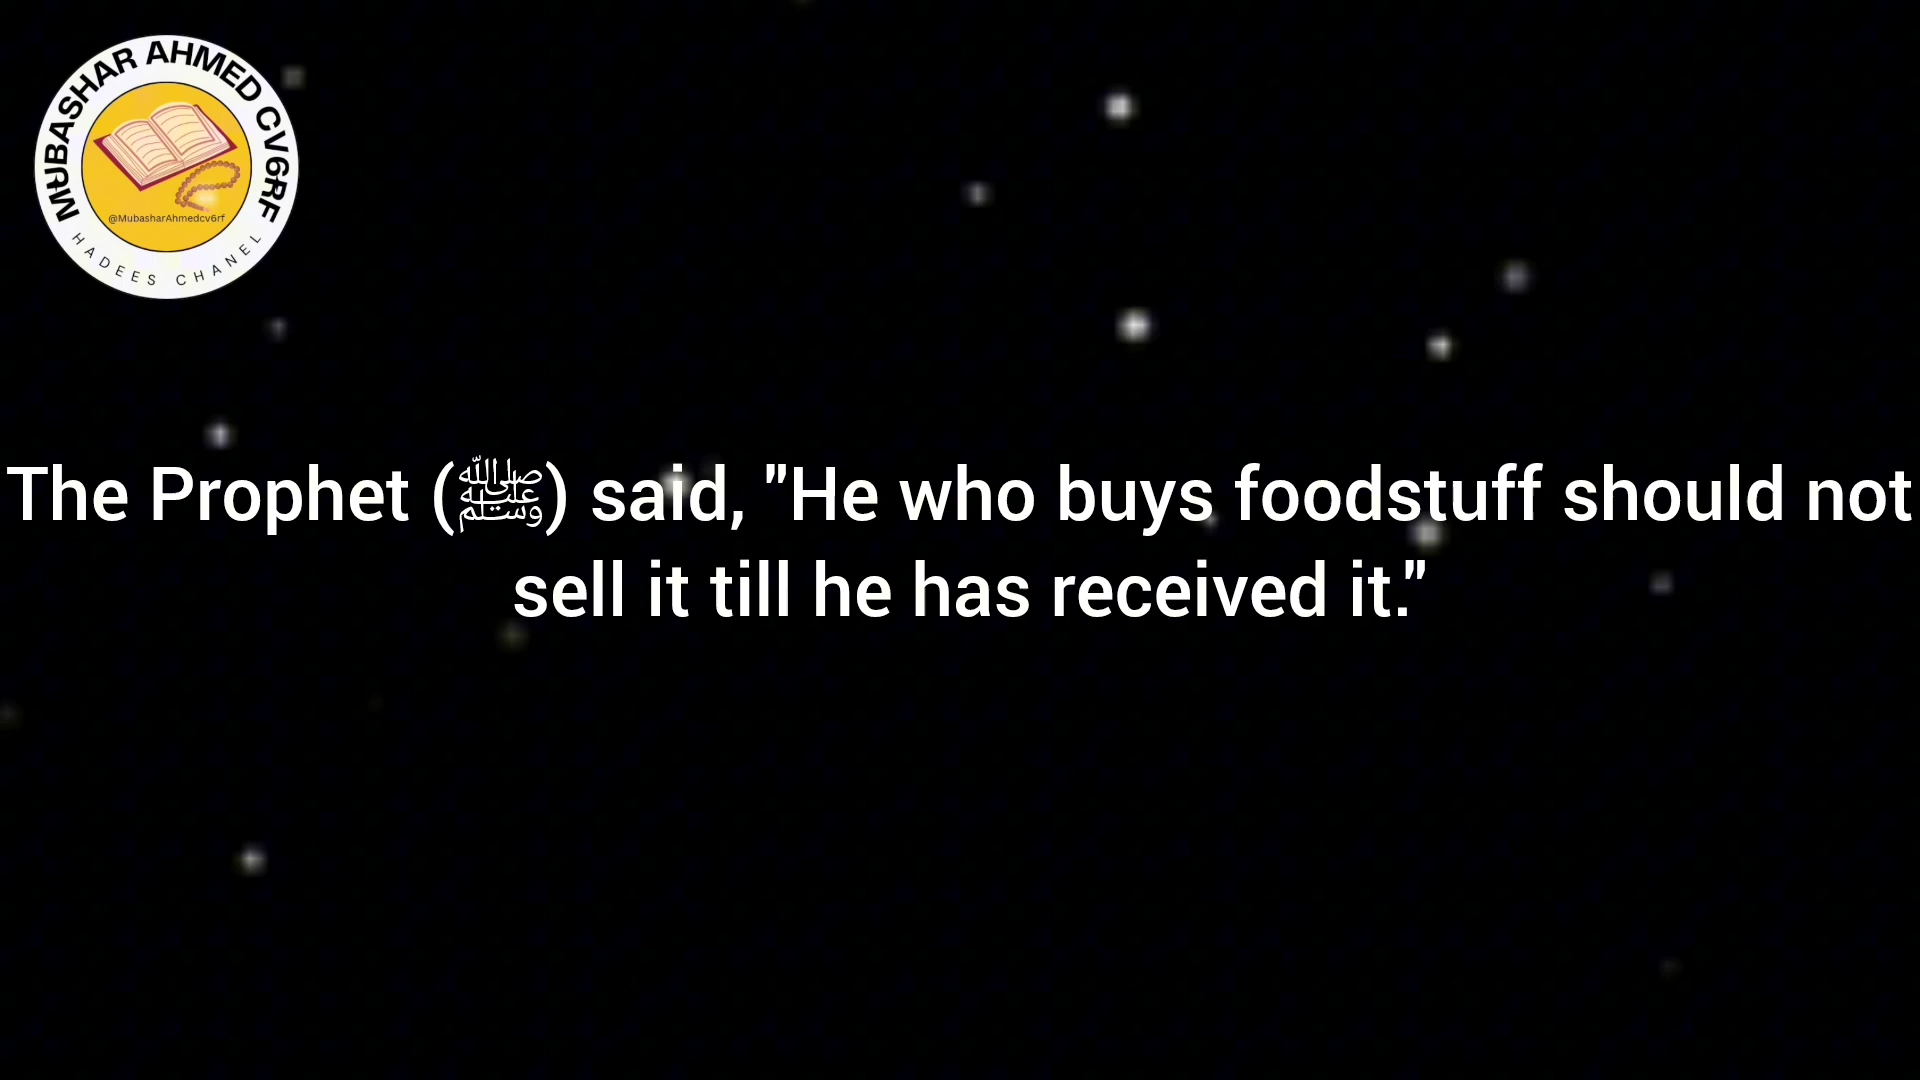 MUBASHAR AHMED CV6RF
@MubasharAhmedcv6rf
HADEES CHANEL
The Prophet (ﷺ) said, "He who buys foodstuff should not
sell it till he has received it."